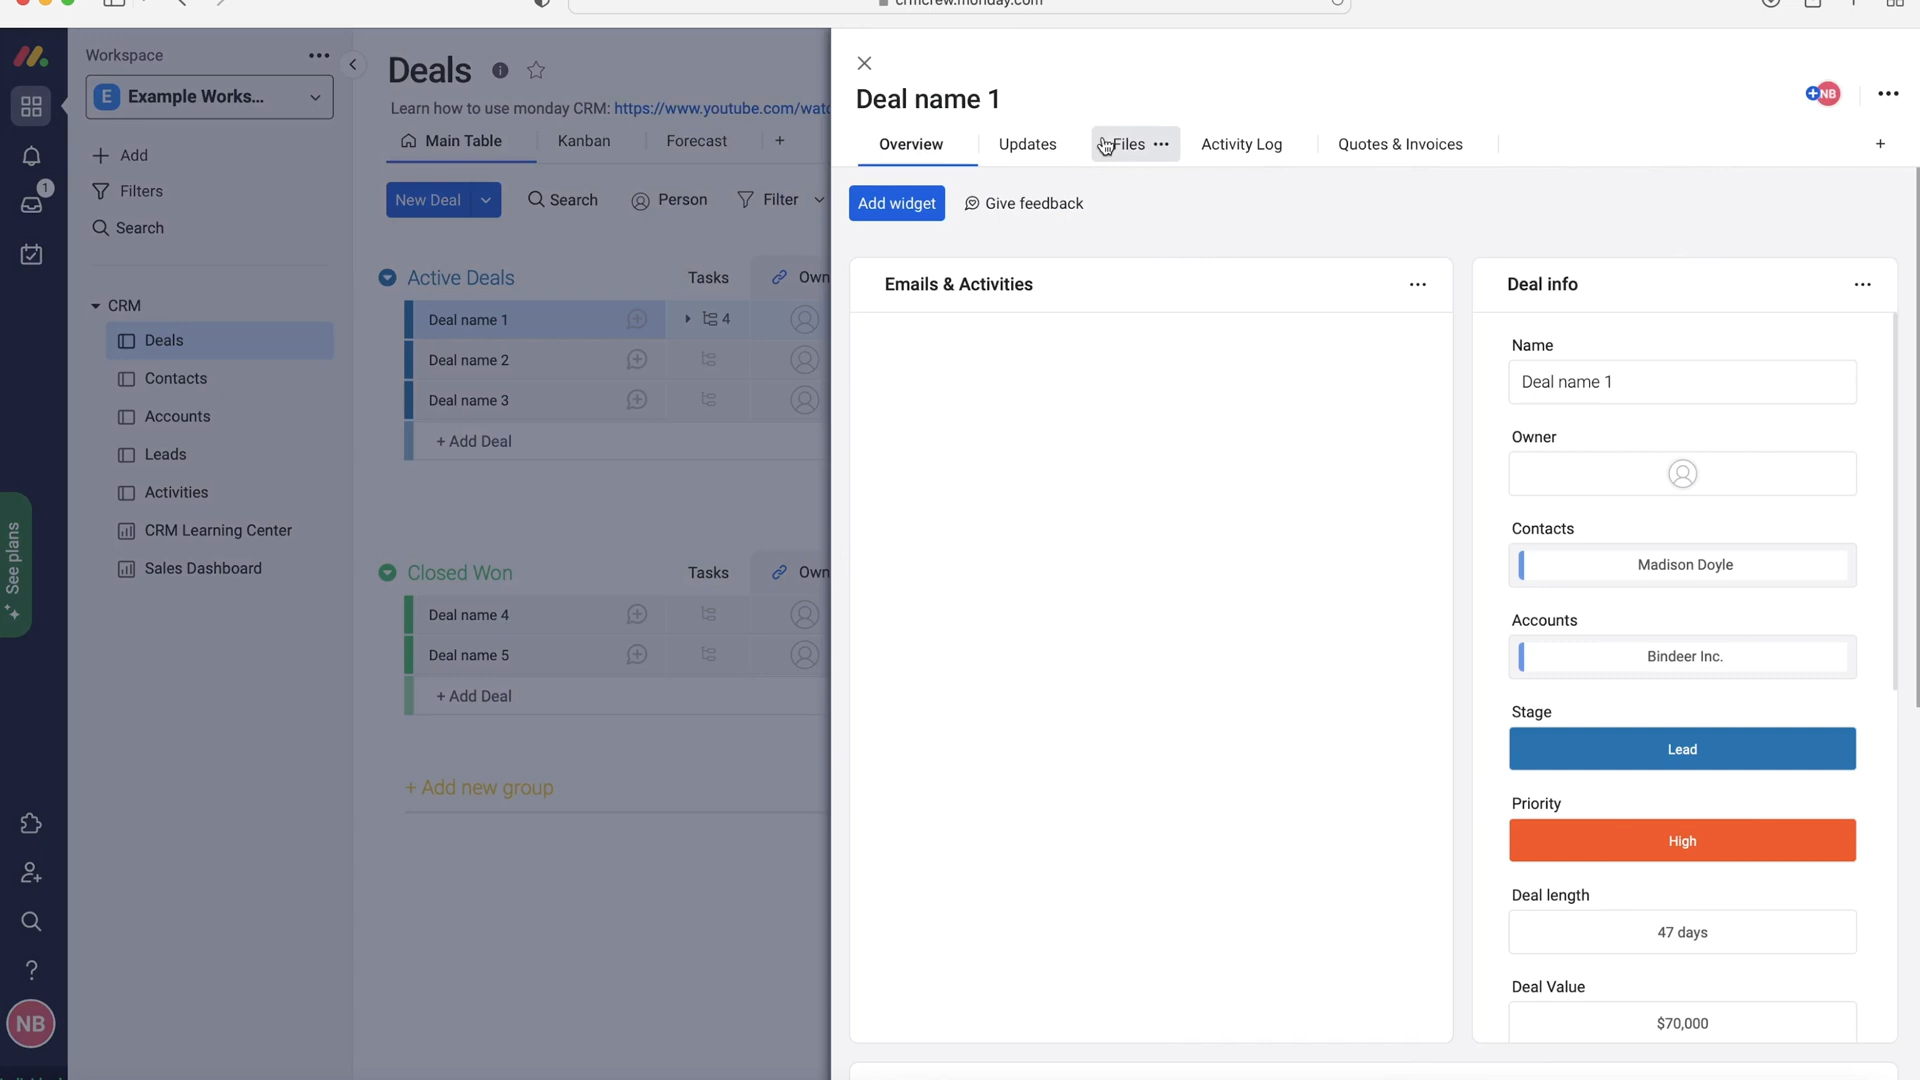 crmcrew.monday.com
Workspace
E Example Works...
Add
Filters
Search
CRM
Deals
Contacts
Accounts
Leads
Activities
CRM Learning Center
Sales Dashboard
1
See plans
NB
Deals
Learn how to use monday CRM: https://www.youtube.com/watc
Main Table
Kanban
Forecast
+
New Deal
Search
Person
Filter
Active Deals
Tasks
Own
Deal name 1
4
Deal name 2
Deal name 3
+ Add Deal
Closed Won
Tasks
Own
Deal name 4
Deal name 5
+ Add Deal
+ Add new group
Deal name 1
NB
Overview
Updates
Files
Activity Log
Quotes & Invoices
+
Add widget
Give feedback
Emails & Activities
Deal info
Name
Deal name 1
Owner
Contacts
Madison Doyle
Accounts
Bindeer Inc.
Stage
Lead
Priority
High
Deal length
47 days
Deal Value
$70,000